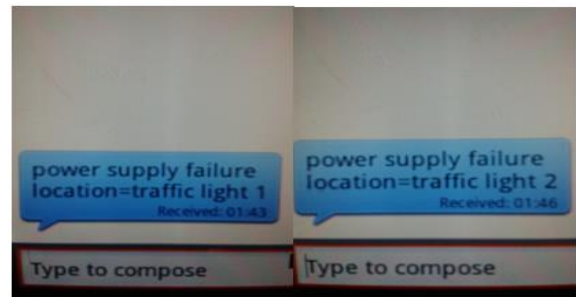 power supply failure
location=traffic light 1
Received: 01:43
Type to compose
power supply failure
location=traffic light 2
Received: 01:46
Type to compose